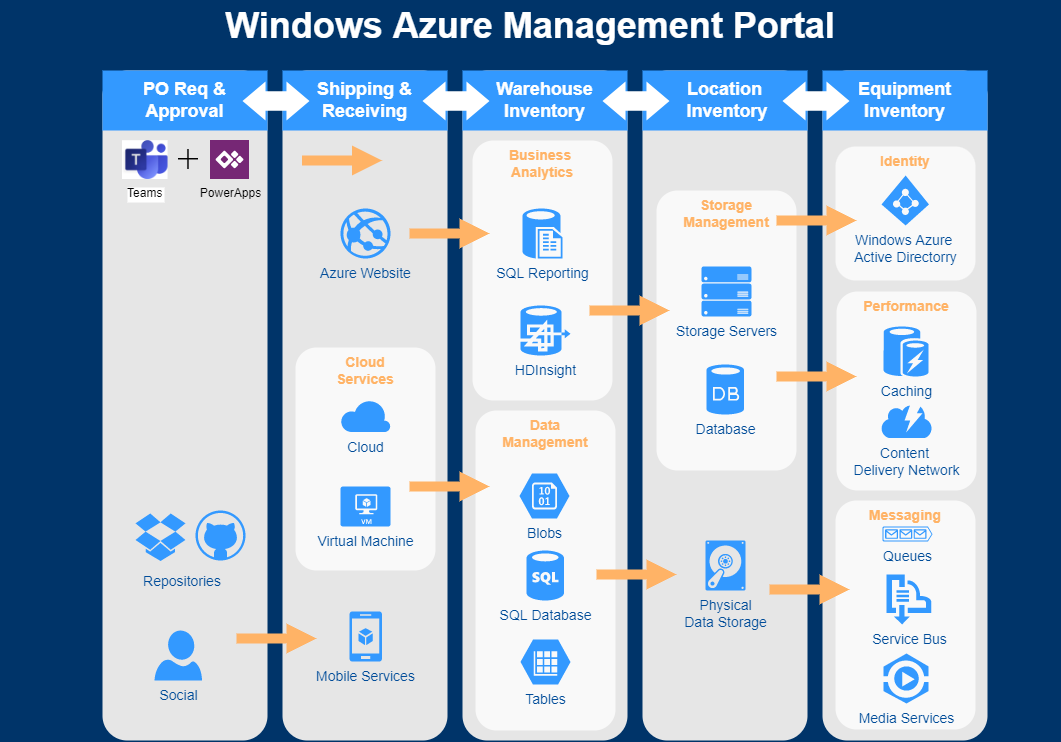 Windows Azure Management Portal
PO Req &
Approval
Shipping &
Receiving
Warehouse
Inventory
Location
Inventory
Equipment
Inventory
T
Teams
PowerApps
Repositories
Social
Azure Website
Cloud
Services
Cloud
VM
Virtual Machine
Mobile Services
Business
Analytics
SQL Reporting
HDInsight
Data
Management
10
01
Blobs
SQL
SQL Database
Tables
Storage
Management
Storage Servers
DB
Database
Physical
Data Storage
Identity
Windows Azure
Active Directory
Performance
Caching
Content
Delivery Network
Messaging
Queues
Service Bus
Media Services